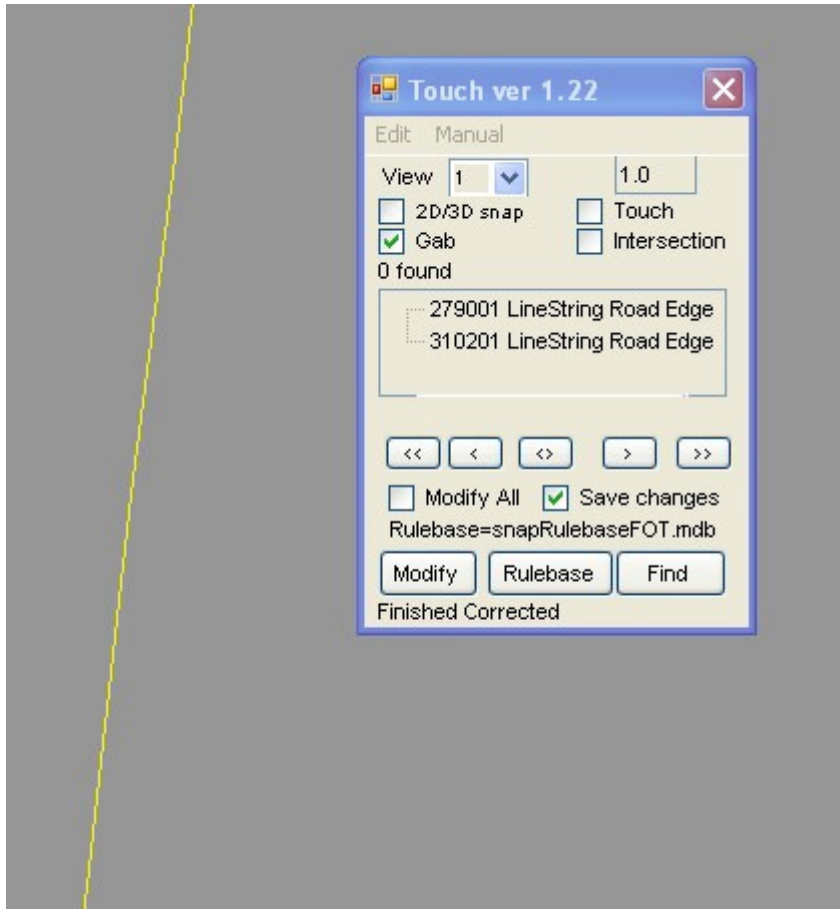 Touch ver 1.22
Edit Manual
View 1 1.0
2D/3D snap Touch
Gab Intersection
0 found
279001 LineString Road Edge
310201 LineString Road Edge
<< < <> > >>
Modify All Save changes
Rulebase=snapRulebaseFOT.mdb
Modify Rulebase Find
Finished Corrected